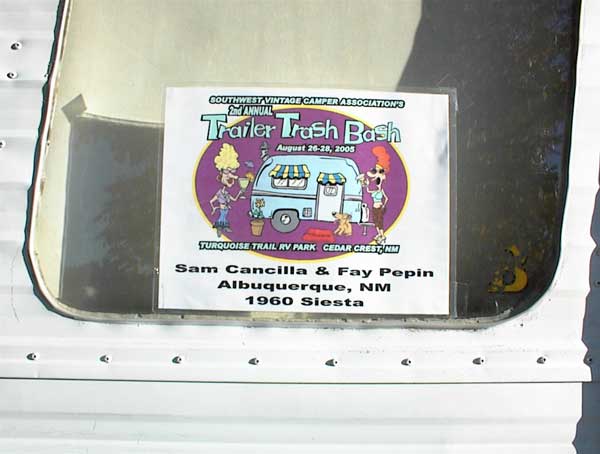 SOUTHWEST VINTAGE CAMPER ASSOCIATION'S
2nd ANNUAL
Trailer Trash Bash
August 26-28, 2005
TURQUOISE TRAIL RV PARK CEDAR CREST, NM
Sam Cancilla & Fay Pepin
Albuquerque, NM
1960 Siesta